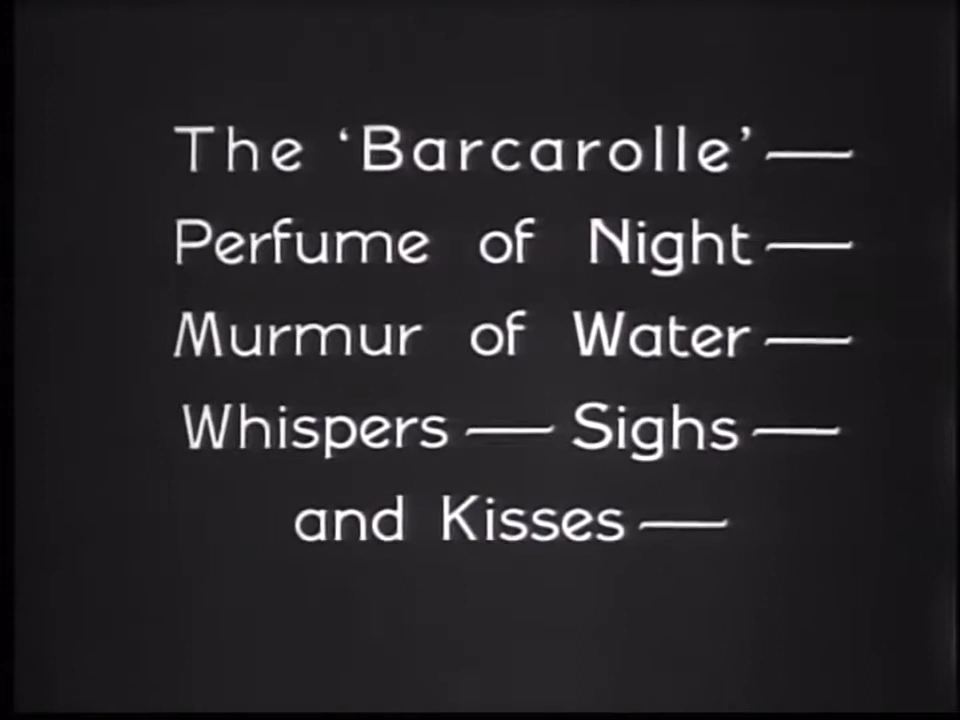 The ‘Barcarolle’ —
Perfume of Night —
Murmur of Water —
Whispers — Sighs —
and Kisses —